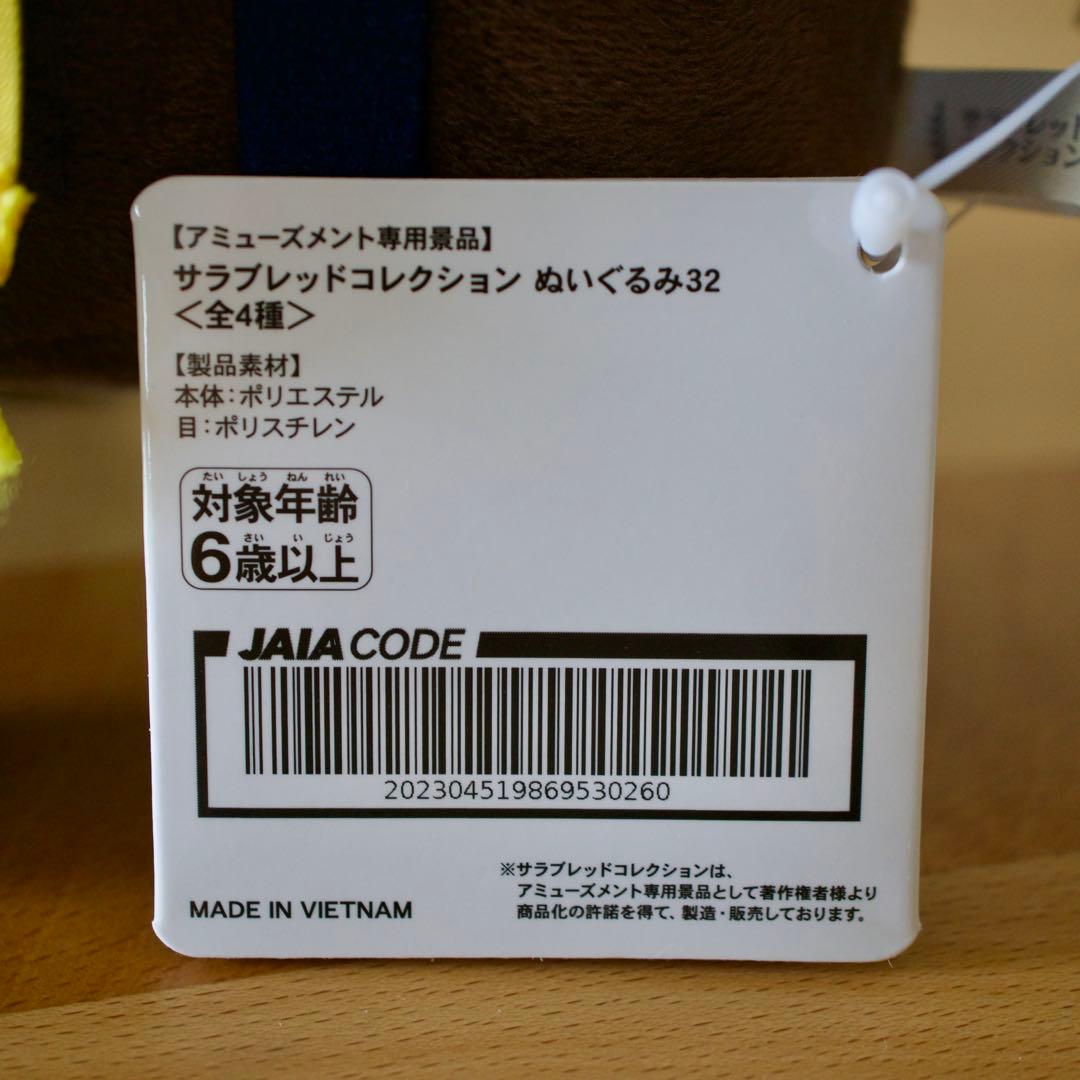 【アミューズメント専用景品】
サラブレッドコレクション ぬいぐるみ32
＜全4種＞
【製品素材】
本体：ポリエステル
目：ポリスチレン
たい しょう ねん れい
対象年齢
さい い じょう
6歳以上
JAIA CODE
202304519869530260
MADE IN VIETNAM
※サラブレッドコレクションは、
アミューズメント専用景品として著作権者様より
商品化の許諾を得て、製造・販売しております。